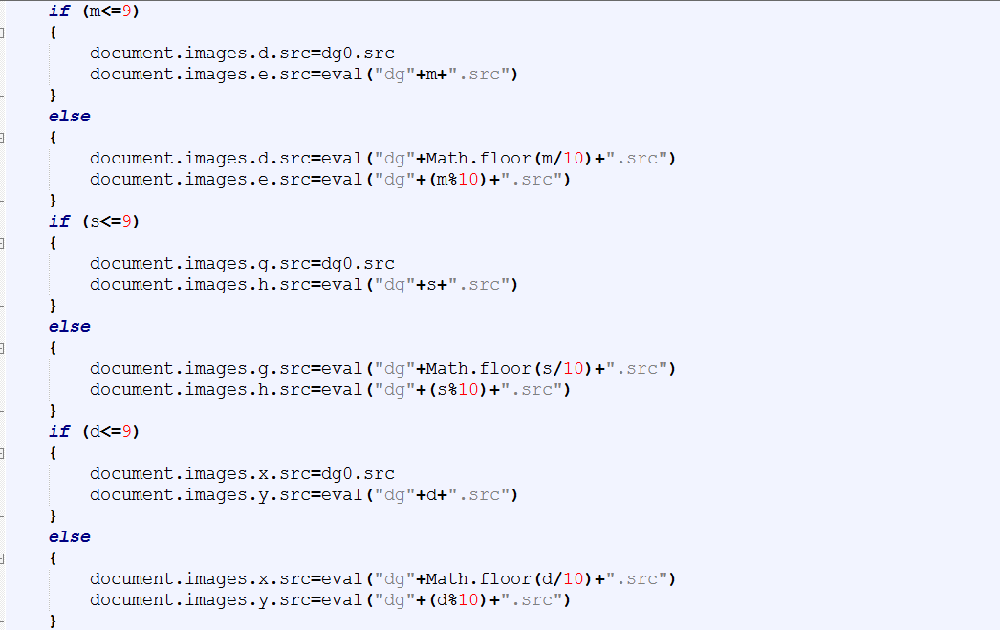 if (m<=9)
{
document.images.d.src=dg0.src
document.images.e.src=eval("dg"+m+".src")
}
else
{
document.images.d.src=eval("dg"+Math.floor(m/10)+".src")
document.images.e.src=eval("dg"+(m%10)+".src")
}
if (s<=9)
{
document.images.g.src=dg0.src
document.images.h.src=eval("dg"+s+".src")
}
else
{
document.images.g.src=eval("dg"+Math.floor(s/10)+".src")
document.images.h.src=eval("dg"+(s%10)+".src")
}
if (d<=9)
{
document.images.x.src=dg0.src
document.images.y.src=eval("dg"+d+".src")
}
else
{
document.images.x.src=eval("dg"+Math.floor(d/10)+".src")
document.images.y.src=eval("dg"+(d%10)+".src")
}